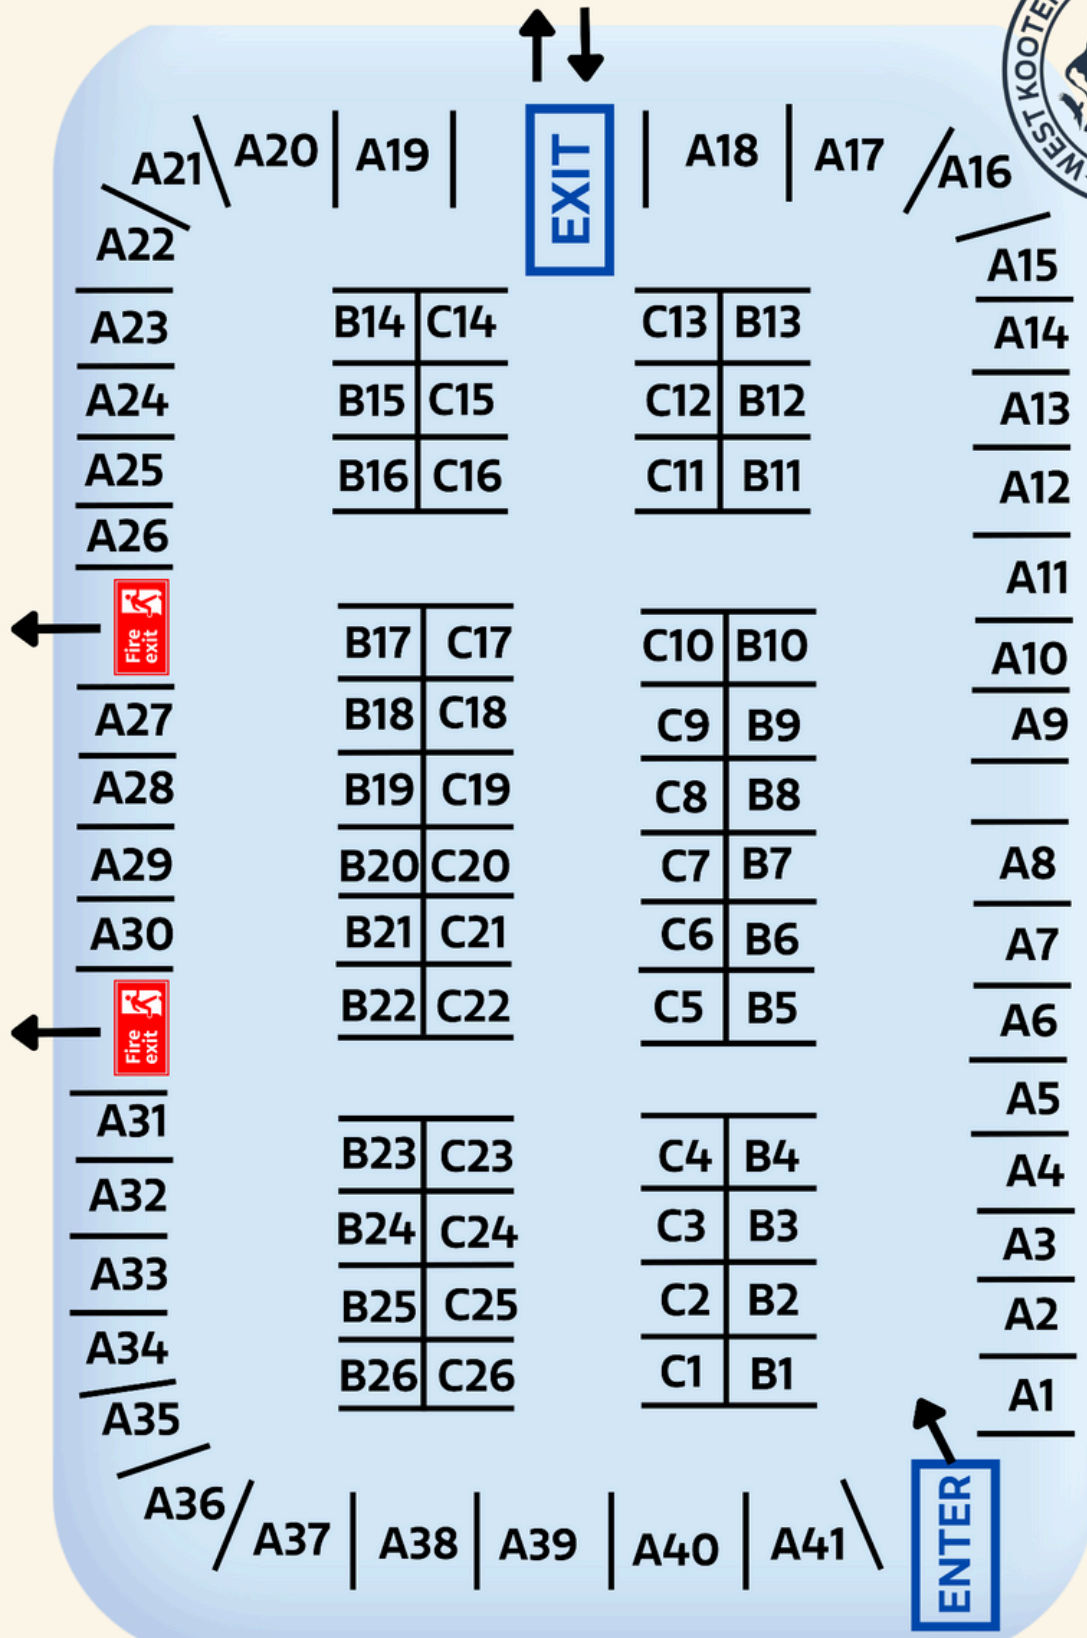 WEST KOOTE
EXIT
A21 A20 A19 A18 A17 A16
A22 A15
B14 C14 C13 B13
A23 A14
B15 C15 C12 B12
A24 A13
B16 C16 C11 B11
A25 A12
A26 A11
Fire
exit
B17 C17 C10 B10 A10
A27 B18 C18 C9 B9 A9
A28 B19 C19 C8 B8
A29 B20 C20 C7 B7 A8
A30 B21 C21 C6 B6 A7
B22 C22 C5 B5 A6
Fire
exit
A31 A5
B23 C23 C4 B4 A4
A32 B24 C24 C3 B3 A3
A33 B25 C25 C2 B2 A2
A34 B26 C26 C1 B1 A1
A35
A36
A37 A38 A39 A40 A41
ENTER